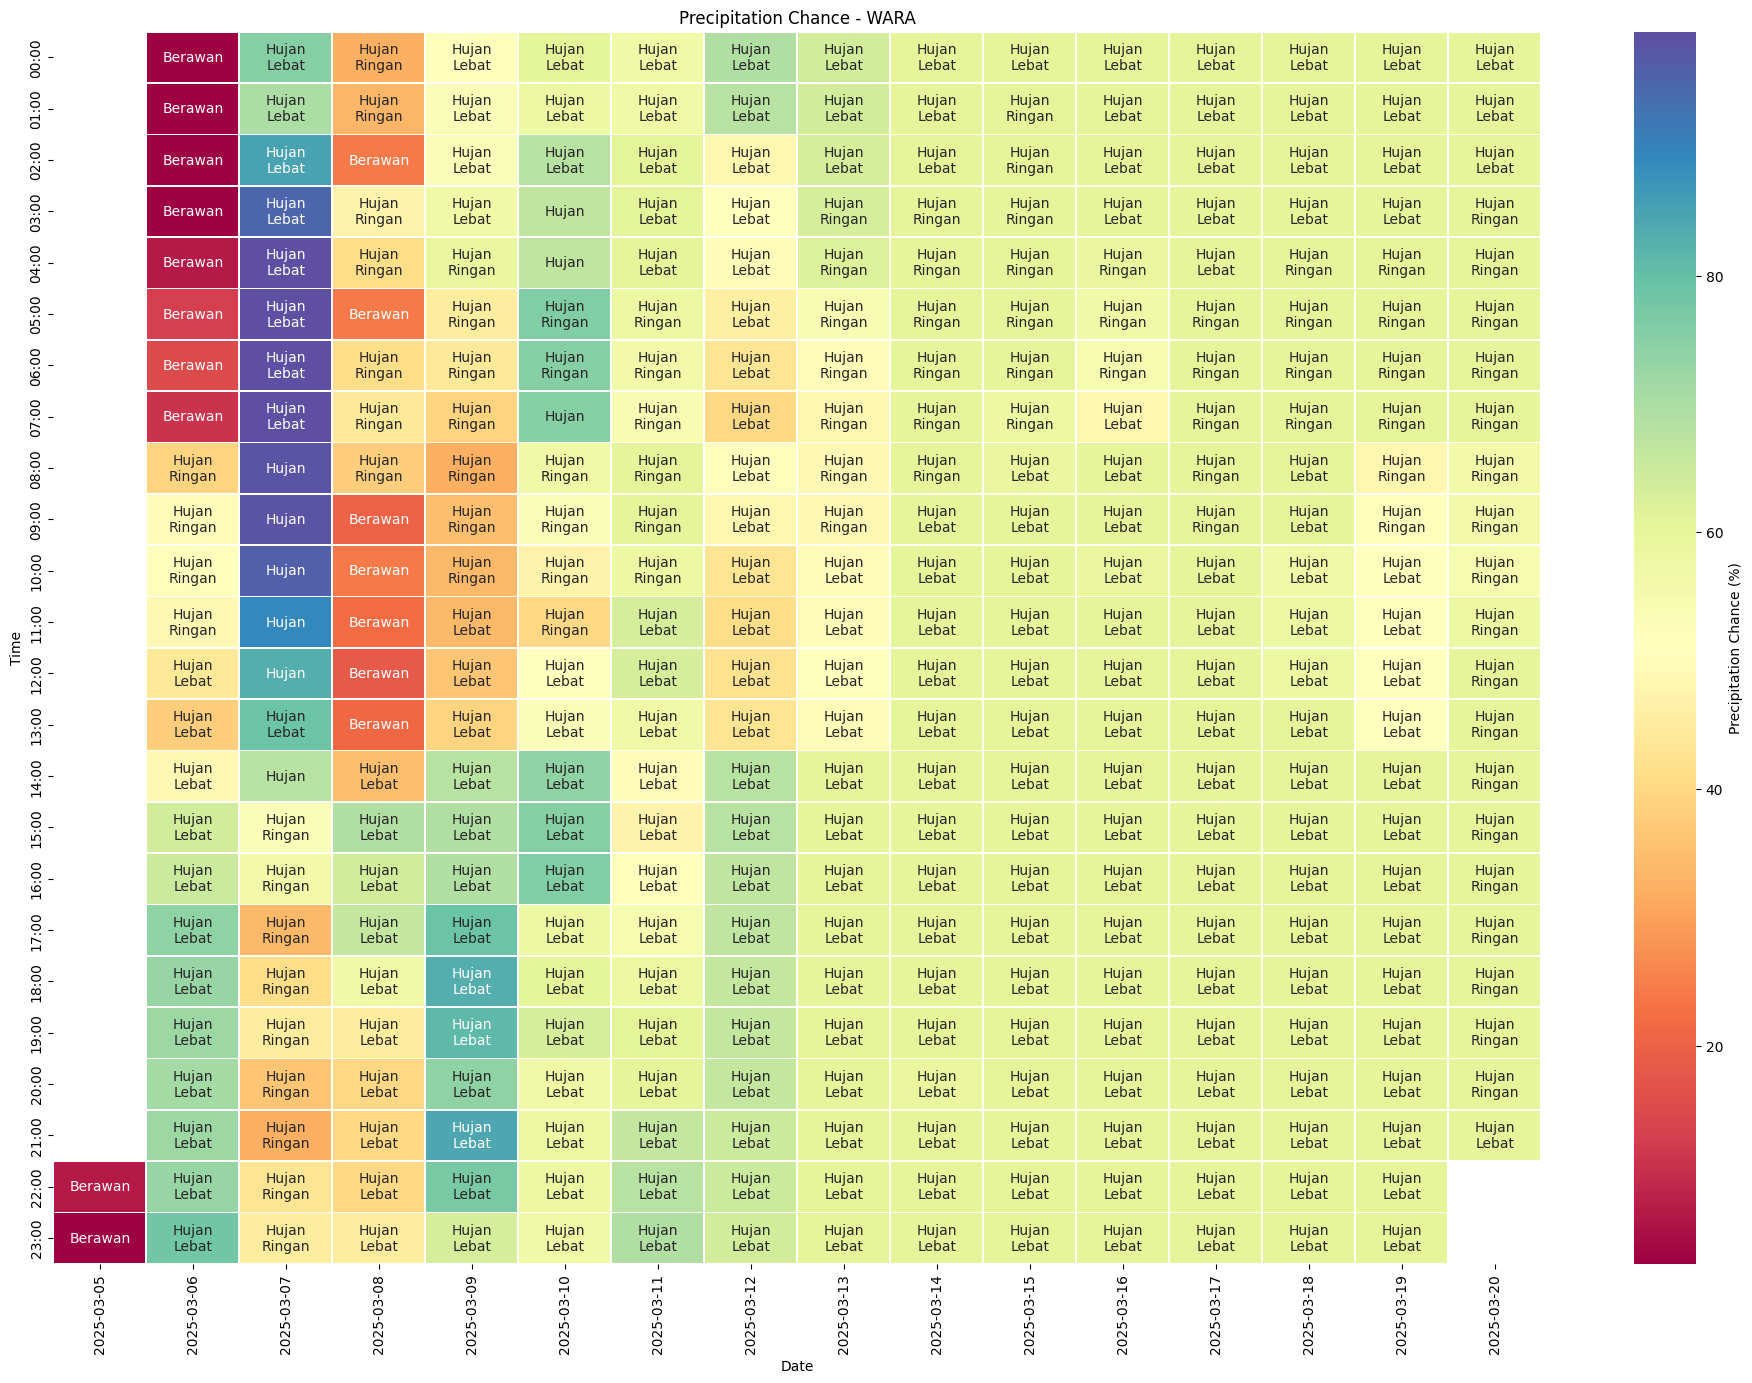 Precipitation Chance - WARA
00:00 Berawan Hujan Lebat Hujan Ringan Hujan Lebat Hujan Lebat Hujan Lebat Hujan Lebat Hujan Lebat Hujan Lebat Hujan Lebat Hujan Lebat Hujan Lebat Hujan Lebat Hujan Lebat Hujan Lebat
01:00 Berawan Hujan Lebat Hujan Ringan Hujan Lebat Hujan Lebat Hujan Lebat Hujan Lebat Hujan Lebat Hujan Lebat Hujan Ringan Hujan Lebat Hujan Lebat Hujan Lebat Hujan Lebat Hujan Lebat
02:00 Berawan Hujan Lebat Berawan Hujan Lebat Hujan Lebat Hujan Lebat Hujan Lebat Hujan Lebat Hujan Lebat Hujan Ringan Hujan Lebat Hujan Lebat Hujan Lebat Hujan Lebat Hujan Lebat
03:00 Berawan Hujan Lebat Hujan Ringan Hujan Lebat Hujan Hujan Lebat Hujan Lebat Hujan Ringan Hujan Ringan Hujan Ringan Hujan Lebat Hujan Lebat Hujan Lebat Hujan Lebat Hujan Ringan
04:00 Berawan Hujan Lebat Hujan Ringan Hujan Ringan Hujan Hujan Lebat Hujan Lebat Hujan Ringan Hujan Ringan Hujan Ringan Hujan Ringan Hujan Lebat Hujan Ringan Hujan Ringan Hujan Ringan
05:00 Berawan Hujan Lebat Berawan Hujan Ringan Hujan Ringan Hujan Ringan Hujan Lebat Hujan Ringan Hujan Ringan Hujan Ringan Hujan Ringan Hujan Ringan Hujan Ringan Hujan Ringan Hujan Ringan
06:00 Berawan Hujan Lebat Hujan Ringan Hujan Ringan Hujan Ringan Hujan Ringan Hujan Lebat Hujan Ringan Hujan Ringan Hujan Ringan Hujan Ringan Hujan Ringan Hujan Ringan Hujan Ringan Hujan Ringan
07:00 Berawan Hujan Lebat Hujan Ringan Hujan Ringan Hujan Hujan Ringan Hujan Lebat Hujan Ringan Hujan Ringan Hujan Ringan Hujan Lebat Hujan Ringan Hujan Ringan Hujan Ringan Hujan Ringan
08:00 Hujan Ringan Hujan Hujan Ringan Hujan Ringan Hujan Ringan Hujan Ringan Hujan Lebat Hujan Ringan Hujan Ringan Hujan Lebat Hujan Lebat Hujan Ringan Hujan Lebat Hujan Ringan Hujan Ringan
09:00 Hujan Ringan Hujan Berawan Hujan Ringan Hujan Ringan Hujan Ringan Hujan Lebat Hujan Ringan Hujan Lebat Hujan Lebat Hujan Lebat Hujan Ringan Hujan Lebat Hujan Ringan Hujan Ringan
10:00 Hujan Ringan Hujan Berawan Hujan Ringan Hujan Ringan Hujan Ringan Hujan Lebat Hujan Lebat Hujan Lebat Hujan Lebat Hujan Lebat Hujan Lebat Hujan Lebat Hujan Lebat Hujan Ringan
11:00 Hujan Ringan Hujan Berawan Hujan Lebat Hujan Ringan Hujan Lebat Hujan Lebat Hujan Lebat Hujan Lebat Hujan Lebat Hujan Lebat Hujan Lebat Hujan Lebat Hujan Lebat Hujan Ringan
12:00 Hujan Lebat Hujan Berawan Hujan Lebat Hujan Lebat Hujan Lebat Hujan Lebat Hujan Lebat Hujan Lebat Hujan Lebat Hujan Lebat Hujan Lebat Hujan Lebat Hujan Lebat Hujan Ringan
13:00 Hujan Lebat Hujan Lebat Berawan Hujan Lebat Hujan Lebat Hujan Lebat Hujan Lebat Hujan Lebat Hujan Lebat Hujan Lebat Hujan Lebat Hujan Lebat Hujan Lebat Hujan Lebat Hujan Ringan
14:00 Hujan Lebat Hujan Hujan Lebat Hujan Lebat Hujan Lebat Hujan Lebat Hujan Lebat Hujan Lebat Hujan Lebat Hujan Lebat Hujan Lebat Hujan Lebat Hujan Lebat Hujan Lebat Hujan Ringan
15:00 Hujan Lebat Hujan Ringan Hujan Lebat Hujan Lebat Hujan Lebat Hujan Lebat Hujan Lebat Hujan Lebat Hujan Lebat Hujan Lebat Hujan Lebat Hujan Lebat Hujan Lebat Hujan Lebat Hujan Ringan
16:00 Hujan Lebat Hujan Ringan Hujan Lebat Hujan Lebat Hujan Lebat Hujan Lebat Hujan Lebat Hujan Lebat Hujan Lebat Hujan Lebat Hujan Lebat Hujan Lebat Hujan Lebat Hujan Lebat Hujan Ringan
17:00 Hujan Lebat Hujan Ringan Hujan Lebat Hujan Lebat Hujan Lebat Hujan Lebat Hujan Lebat Hujan Lebat Hujan Lebat Hujan Lebat Hujan Lebat Hujan Lebat Hujan Lebat Hujan Lebat Hujan Ringan
18:00 Hujan Lebat Hujan Ringan Hujan Lebat Hujan Lebat Hujan Lebat Hujan Lebat Hujan Lebat Hujan Lebat Hujan Lebat Hujan Lebat Hujan Lebat Hujan Lebat Hujan Lebat Hujan Lebat Hujan Ringan
19:00 Hujan Lebat Hujan Ringan Hujan Lebat Hujan Lebat Hujan Lebat Hujan Lebat Hujan Lebat Hujan Lebat Hujan Lebat Hujan Lebat Hujan Lebat Hujan Lebat Hujan Lebat Hujan Lebat Hujan Ringan
20:00 Hujan Lebat Hujan Ringan Hujan Lebat Hujan Lebat Hujan Lebat Hujan Lebat Hujan Lebat Hujan Lebat Hujan Lebat Hujan Lebat Hujan Lebat Hujan Lebat Hujan Lebat Hujan Lebat Hujan Ringan
21:00 Hujan Lebat Hujan Ringan Hujan Lebat Hujan Lebat Hujan Lebat Hujan Lebat Hujan Lebat Hujan Lebat Hujan Lebat Hujan Lebat Hujan Lebat Hujan Lebat Hujan Lebat Hujan Lebat Hujan Lebat
22:00 Berawan Hujan Lebat Hujan Ringan Hujan Lebat Hujan Lebat Hujan Lebat Hujan Lebat Hujan Lebat Hujan Lebat Hujan Lebat Hujan Lebat Hujan Lebat Hujan Lebat Hujan Lebat Hujan Lebat
23:00 Berawan Hujan Lebat Hujan Ringan Hujan Lebat Hujan Lebat Hujan Lebat Hujan Lebat Hujan Lebat Hujan Lebat Hujan Lebat Hujan Lebat Hujan Lebat Hujan Lebat Hujan Lebat Hujan Lebat
Time
2025-03-05 2025-03-06 2025-03-07 2025-03-08 2025-03-09 2025-03-10 2025-03-11 2025-03-12 2025-03-13 2025-03-14 2025-03-15 2025-03-16 2025-03-17 2025-03-18 2025-03-19 2025-03-20
Date
80
60
40
20
Precipitation Chance (%)